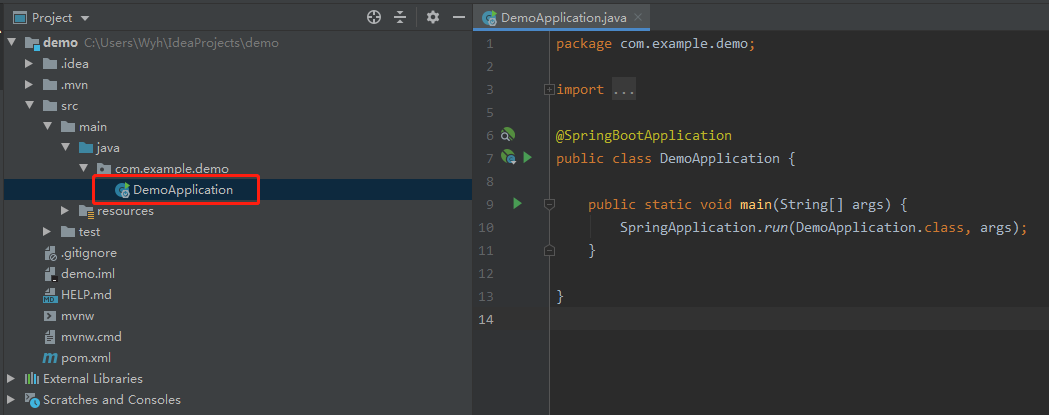 Project
demo C:\Users\Wyh\IdeaProjects\demo
.idea
.mvn
src
main
java
com.example.demo
DemoApplication
resources
test
.gitignore
demo.iml
HELP.md
mvnw
mvnw.cmd
pom.xml
External Libraries
Scratches and Consoles
DemoApplication.java
1 package com.example.demo;
2
3 import ...
5
6 @SpringBootApplication
7 public class DemoApplication {
8
9 public static void main(String[] args) {
10 SpringApplication.run(DemoApplication.class, args);
11 }
12
13 }
14